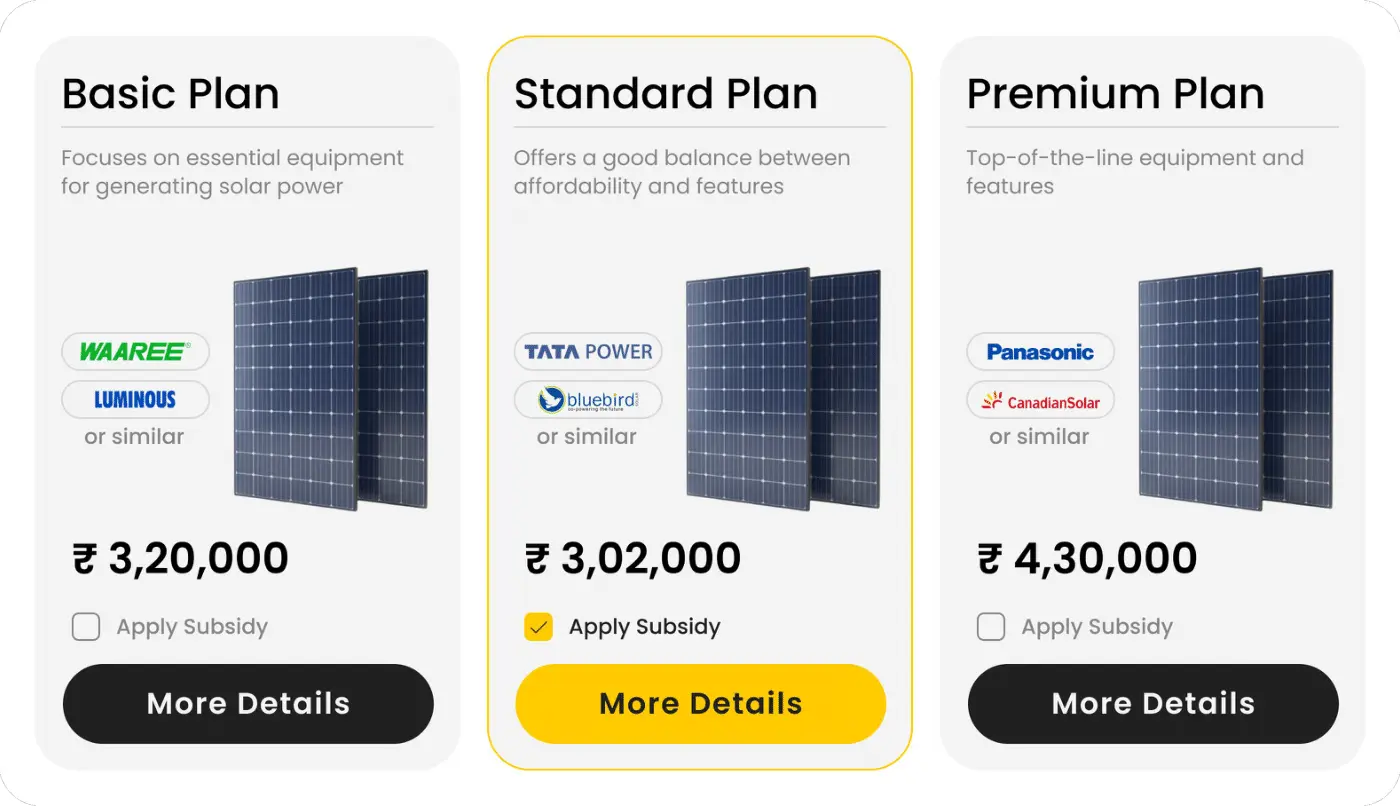 Basic Plan
Focuses on essential equipment
for generating solar power
WAAREE®
LUMINOUS
or similar
₹ 3,20,000
Apply Subsidy
More Details
Standard Plan
Offers a good balance between
affordability and features
TATA POWER
bluebird
co-powering the future
or similar
₹ 3,02,000
Apply Subsidy
More Details
Premium Plan
Top-of-the-line equipment and
features
Panasonic
CanadianSolar
or similar
₹ 4,30,000
Apply Subsidy
More Details